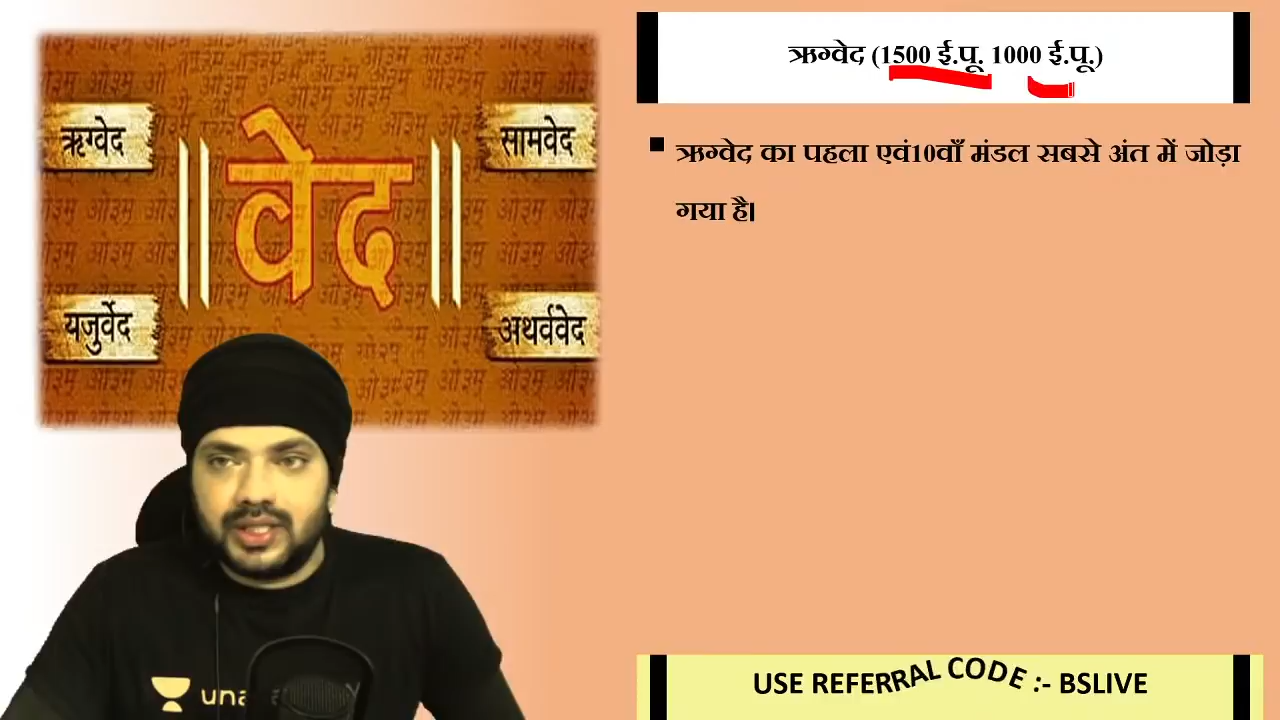 ऋग्वेद (1500 ई.पू. 1000 ई.पू.)
ऋग्वेद का पहला एवं10वाँ मंडल सबसे अंत में जोड़ा
गया है।
ऋग्वेद
सामवेद
॥ वेद ॥
यजुर्वेद
अथर्ववेद
USE REFERRAL CODE :- BSLIVE